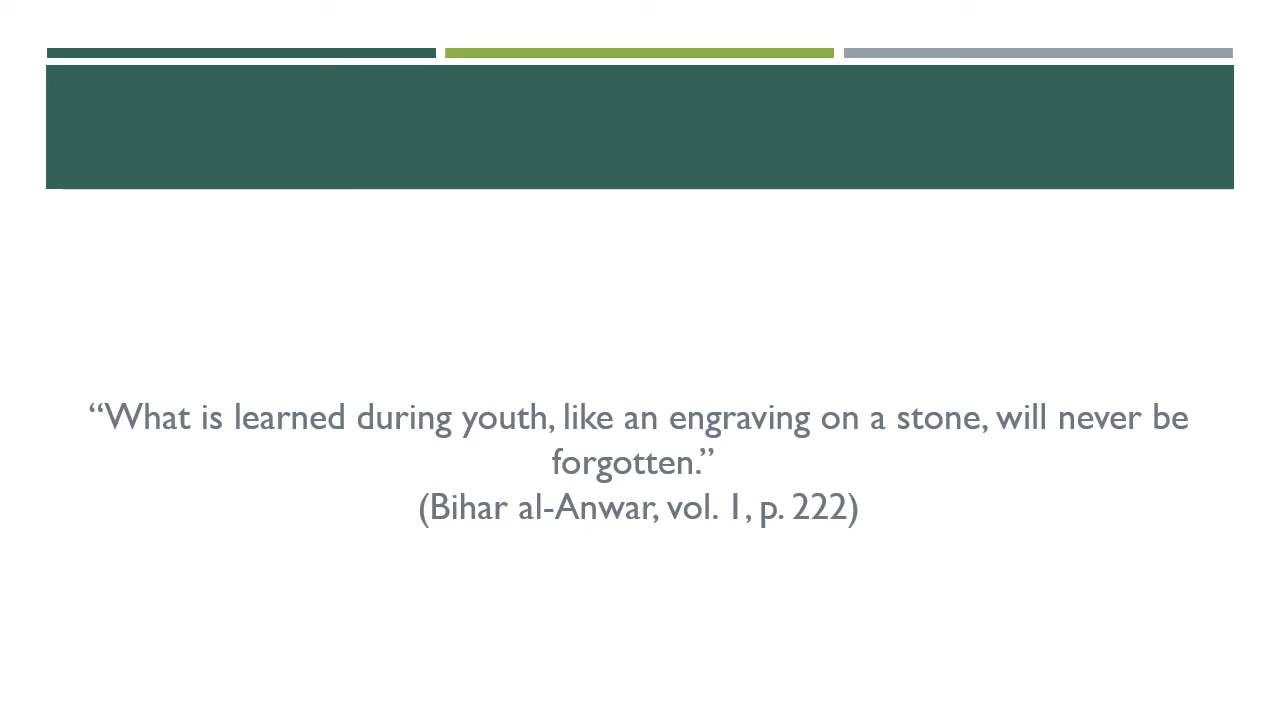 “What is learned during youth, like an engraving on a stone, will never be
forgotten.”
(Bihar al-Anwar, vol. 1, p. 222)